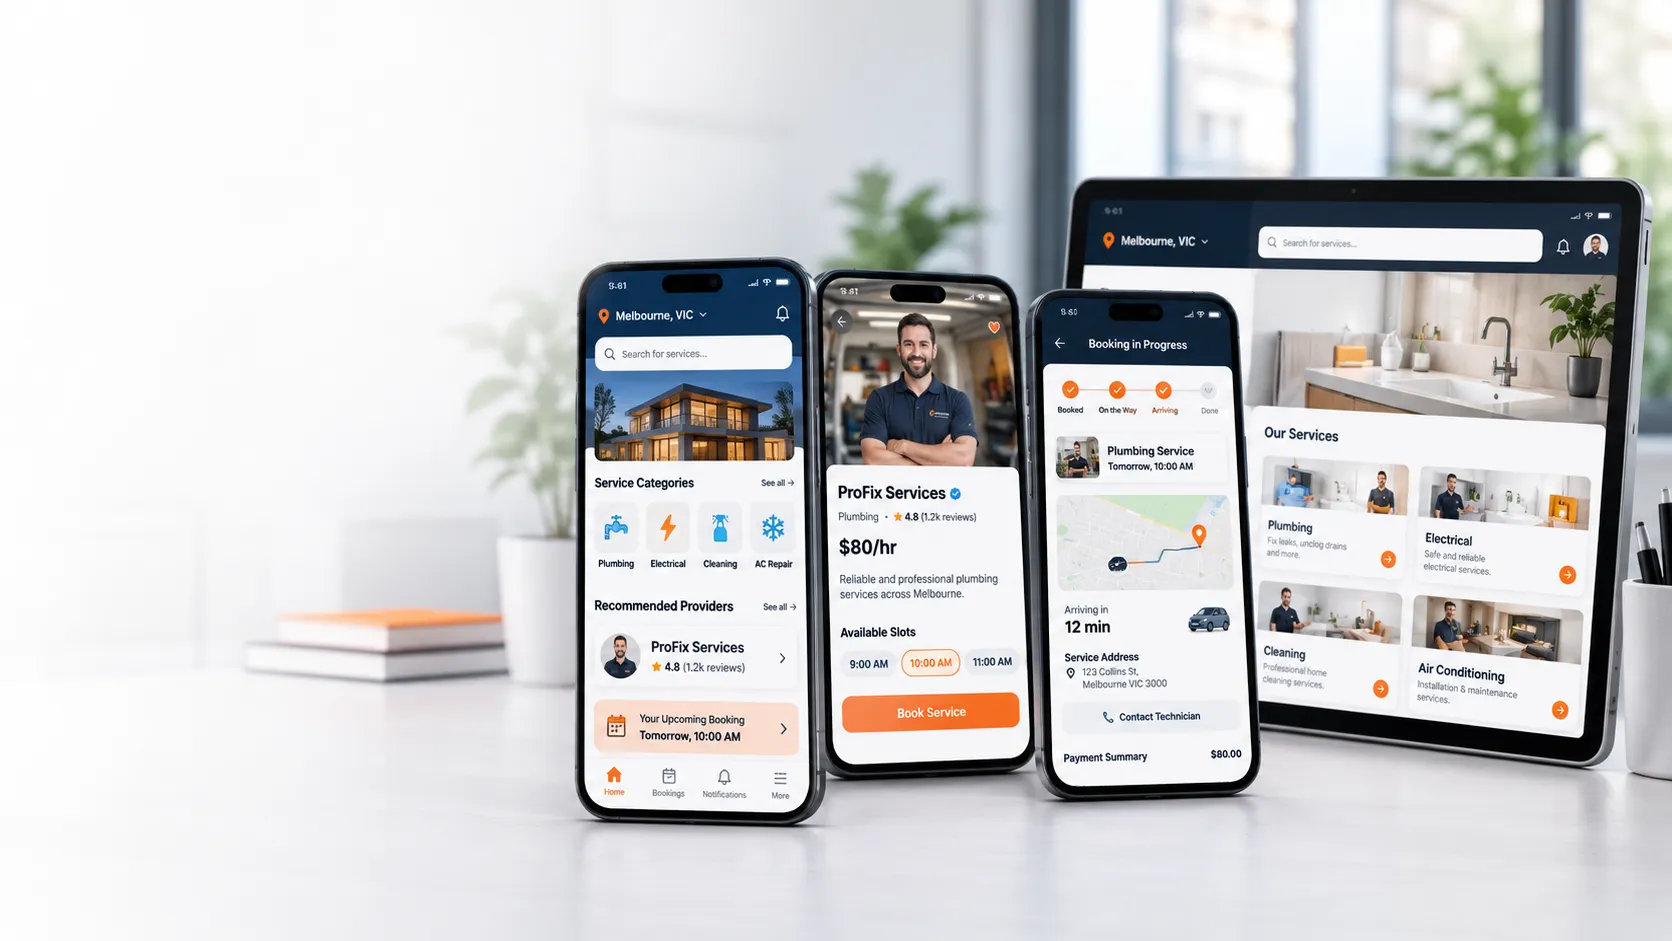 Melbourne, VIC
Search for services...
Service Categories
See all →
Plumbing
Electrical
Cleaning
AC Repair
Recommended Providers
See all →
ProFix Services
4.8 (1.2k reviews)
Your Upcoming Booking
Tomorrow, 10:00 AM
Home
Bookings
Notifications
More
ProFix Services
Plumbing • 4.8 (1.2k reviews)
$80/hr
Reliable and professional plumbing
services across Melbourne.
Available Slots
9:00 AM
10:00 AM
11:00 AM
Book Service
Booking in Progress
Booked
On the Way
Arriving
Done
Plumbing Service
Tomorrow, 10:00 AM
Arriving in
12 min
Service Address
123 Collins St,
Melbourne VIC 3000
Contact Technician
Payment Summary
$80.00
Melbourne, VIC
Search for services...
Our Services
Plumbing
Fix leaks, unclog drains
and more.
Electrical
Safe and reliable
electrical services.
Cleaning
Professional home
cleaning services.
Air Conditioning
Installation & maintenance
services.